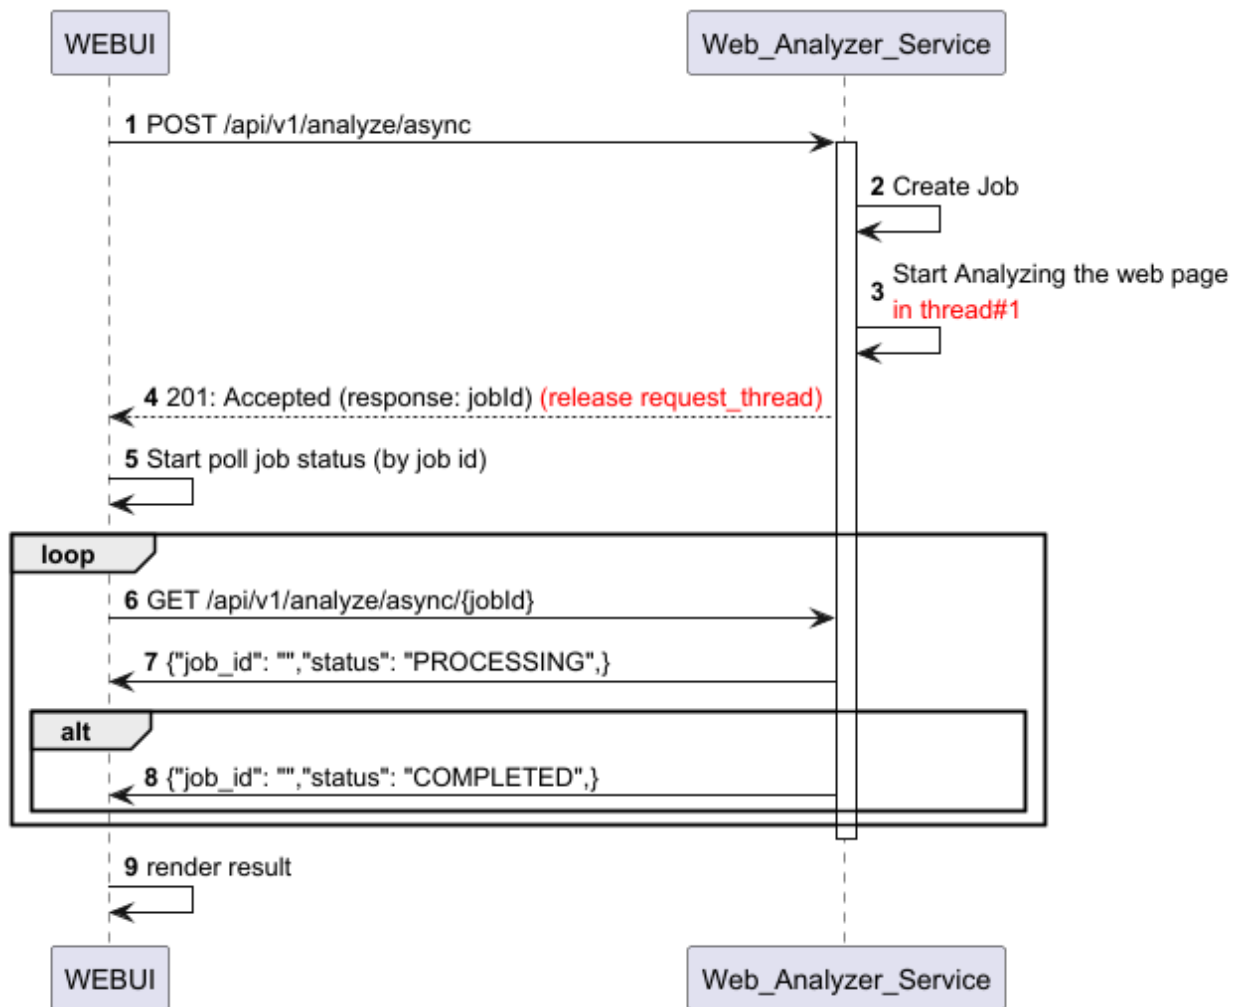 WEBUI
Web_Analyzer_Service
1 POST /api/v1/analyze/async
2 Create Job
3 Start Analyzing the web page
in thread#1
4 201: Accepted (response: jobId) (release request_thread)
5 Start poll job status (by job id)
loop
6 GET /api/v1/analyze/async/{jobId}
7 {"job_id": "","status": "PROCESSING",}
alt
8 {"job_id": "","status": "COMPLETED",}
9 render result
WEBUI
Web_Analyzer_Service